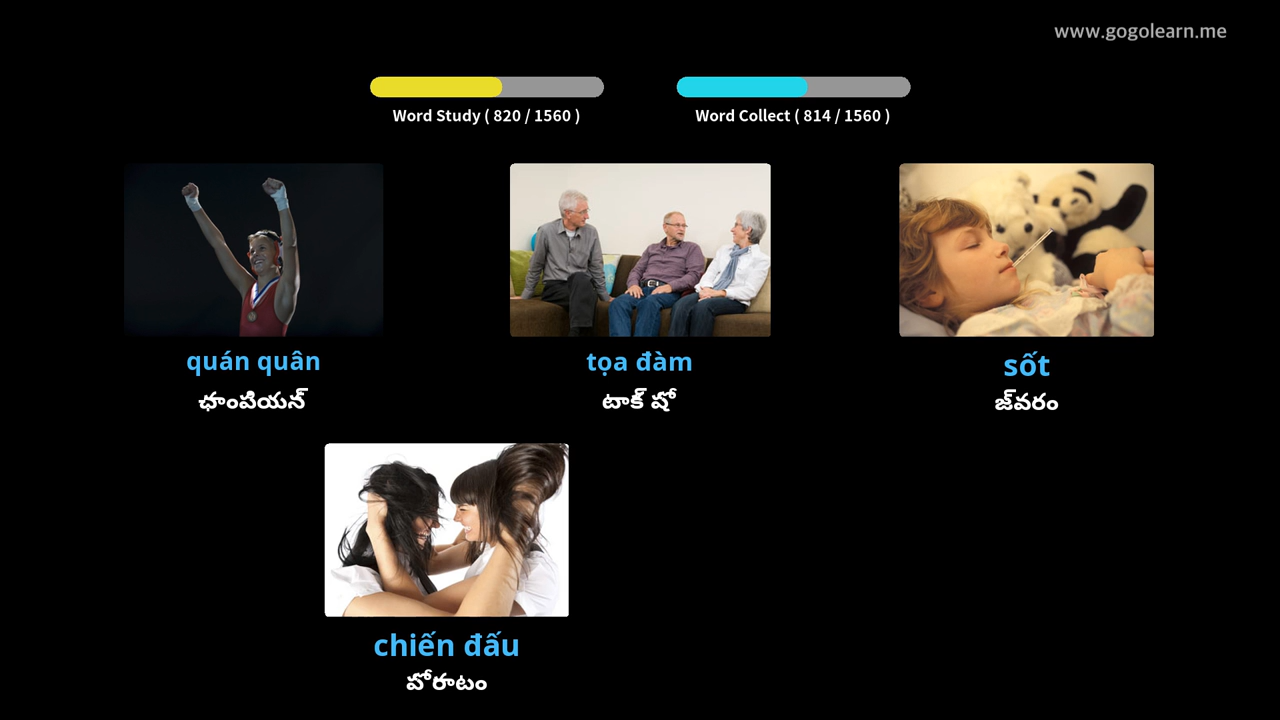 www.gogolearn.me
Word Study ( 820 / 1560 )
Word Collect ( 814 / 1560 )
quán quân
ఛాంపియన్
tọa đàm
టాక్ షో
sốt
జ్‌వరం
chiến đấu
పోరాటం